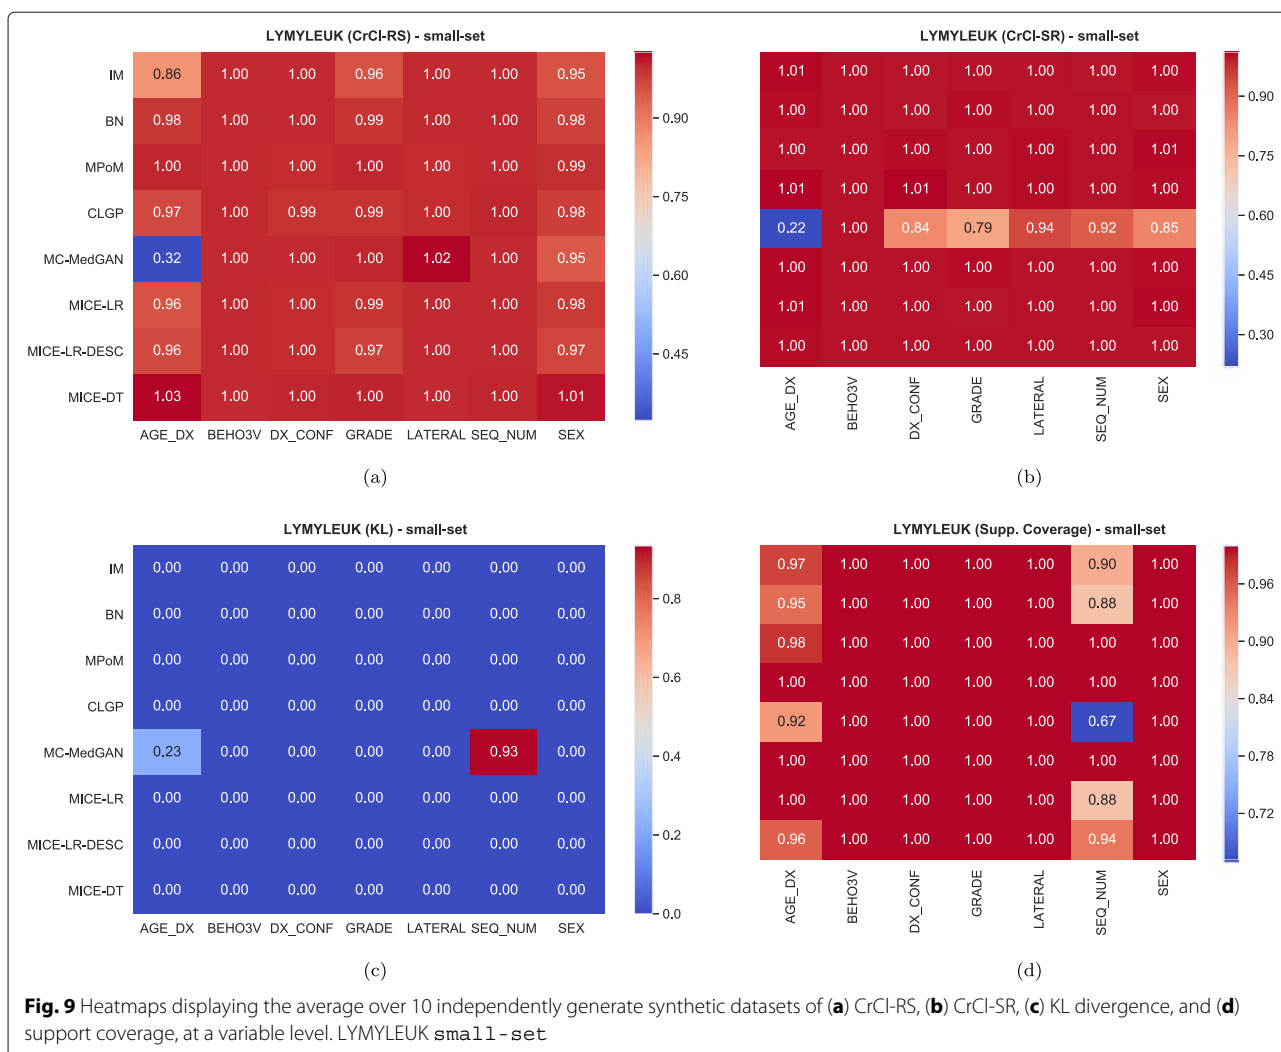 LYMYLEUK (CrCl-RS) - small-set
IM 0.86 1.00 1.00 0.96 1.00 1.00 0.95
BN 0.98 1.00 1.00 0.99 1.00 1.00 0.98
MPoM 1.00 1.00 1.00 1.00 1.00 1.00 0.99
CLGP 0.97 1.00 0.99 0.99 1.00 1.00 0.98
MC-MedGAN 0.32 1.00 1.00 1.00 1.02 1.00 0.95
MICE-LR 0.96 1.00 1.00 0.99 1.00 1.00 0.98
MICE-LR-DESC 0.96 1.00 1.00 0.97 1.00 1.00 0.97
MICE-DT 1.03 1.00 1.00 1.00 1.00 1.00 1.01
AGE_DX BEHO3V DX_CONF GRADE LATERAL SEQ_NUM SEX
0.90
0.75
0.60
0.45
(a)
LYMYLEUK (CrCl-SR) - small-set
1.01 1.00 1.00 1.00 1.00 1.00 1.00
1.00 1.00 1.00 1.00 1.00 1.00 1.00
1.00 1.00 1.00 1.00 1.00 1.00 1.01
1.01 1.00 1.01 1.00 1.00 1.00 1.00
0.22 1.00 0.84 0.79 0.94 0.92 0.85
1.00 1.00 1.00 1.00 1.00 1.00 1.00
1.01 1.00 1.00 1.00 1.00 1.00 1.00
1.00 1.00 1.00 1.00 1.00 1.00 1.00
AGE_DX BEHO3V DX_CONF GRADE LATERAL SEQ_NUM SEX
0.90
0.75
0.60
0.45
0.30
(b)
LYMYLEUK (KL) - small-set
IM 0.00 0.00 0.00 0.00 0.00 0.00 0.00
BN 0.00 0.00 0.00 0.00 0.00 0.00 0.00
MPoM 0.00 0.00 0.00 0.00 0.00 0.00 0.00
CLGP 0.00 0.00 0.00 0.00 0.00 0.00 0.00
MC-MedGAN 0.23 0.00 0.00 0.00 0.00 0.93 0.00
MICE-LR 0.00 0.00 0.00 0.00 0.00 0.00 0.00
MICE-LR-DESC 0.00 0.00 0.00 0.00 0.00 0.00 0.00
MICE-DT 0.00 0.00 0.00 0.00 0.00 0.00 0.00
AGE_DX BEHO3V DX_CONF GRADE LATERAL SEQ_NUM SEX
0.8
0.6
0.4
0.2
0.0
(c)
LYMYLEUK (Supp. Coverage) - small-set
0.97 1.00 1.00 1.00 1.00 0.90 1.00
0.95 1.00 1.00 1.00 1.00 0.88 1.00
0.98 1.00 1.00 1.00 1.00 1.00 1.00
1.00 1.00 1.00 1.00 1.00 1.00 1.00
0.92 1.00 1.00 1.00 1.00 0.67 1.00
1.00 1.00 1.00 1.00 1.00 1.00 1.00
1.00 1.00 1.00 1.00 1.00 0.88 1.00
0.96 1.00 1.00 1.00 1.00 0.94 1.00
AGE_DX BEHO3V DX_CONF GRADE LATERAL SEQ_NUM SEX
0.96
0.90
0.84
0.78
0.72
(d)
Fig. 9 Heatmaps displaying the average over 10 independently generate synthetic datasets of (a) CrCl-RS, (b) CrCl-SR, (c) KL divergence, and (d)
support coverage, at a variable level. LYMYLEUK small-set